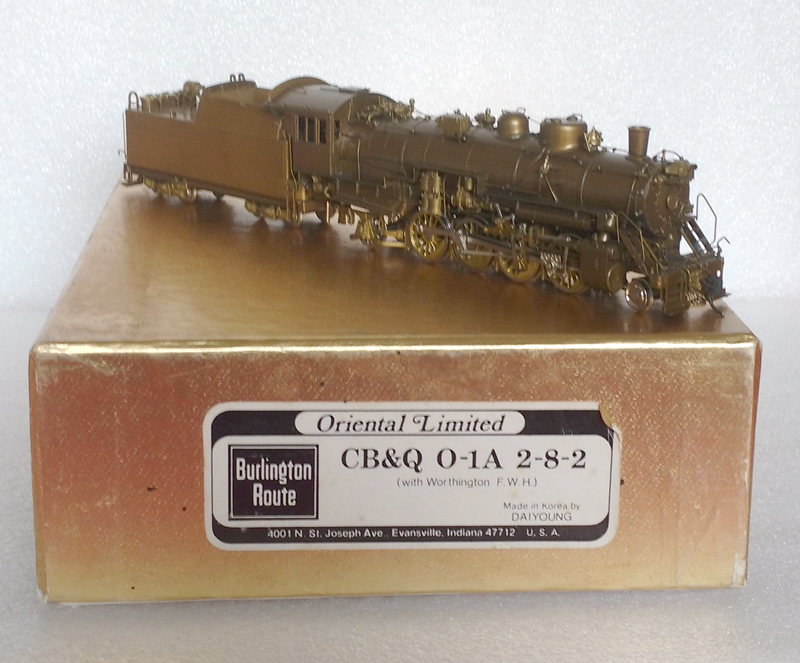 Oriental Limited
Burlington
Route
CB&Q O-1A 2-8-2
(with Worthington F.W.H.)
Made in Korea by
DAIYOUNG
4001 N. St. Joseph Ave., Evansville, Indiana 47712 U. S. A.